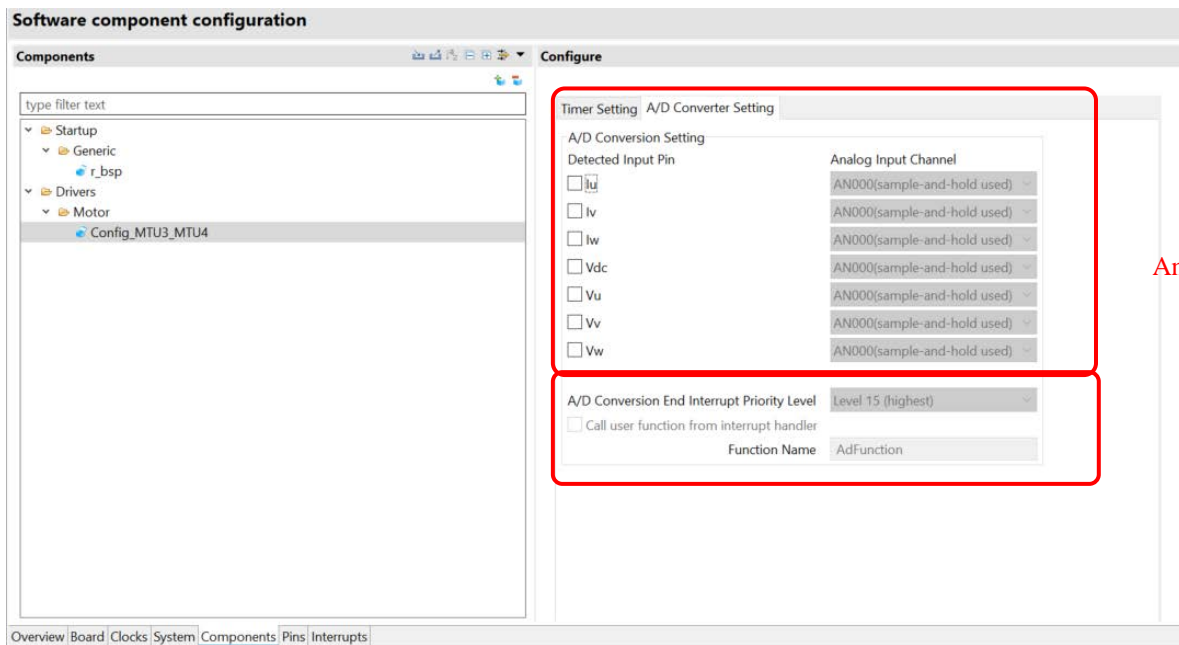 Software component configuration
Components
Configure
type filter text
Startup
Generic
r_bsp
Drivers
Motor
Config_MTU3_MTU4
Timer Setting A/D Converter Setting
A/D Conversion Setting
Detected Input Pin Analog Input Channel
Iu AN000(sample-and-hold used)
Iv AN000(sample-and-hold used)
Iw AN000(sample-and-hold used)
Vdc AN000(sample-and-hold used)
Vu AN000(sample-and-hold used)
Vv AN000(sample-and-hold used)
Vw AN000(sample-and-hold used)
A/D Conversion End Interrupt Priority Level Level 15 (highest)
Call user function from interrupt handler
Function Name AdFunction
Overview Board Clocks System Components Pins Interrupts